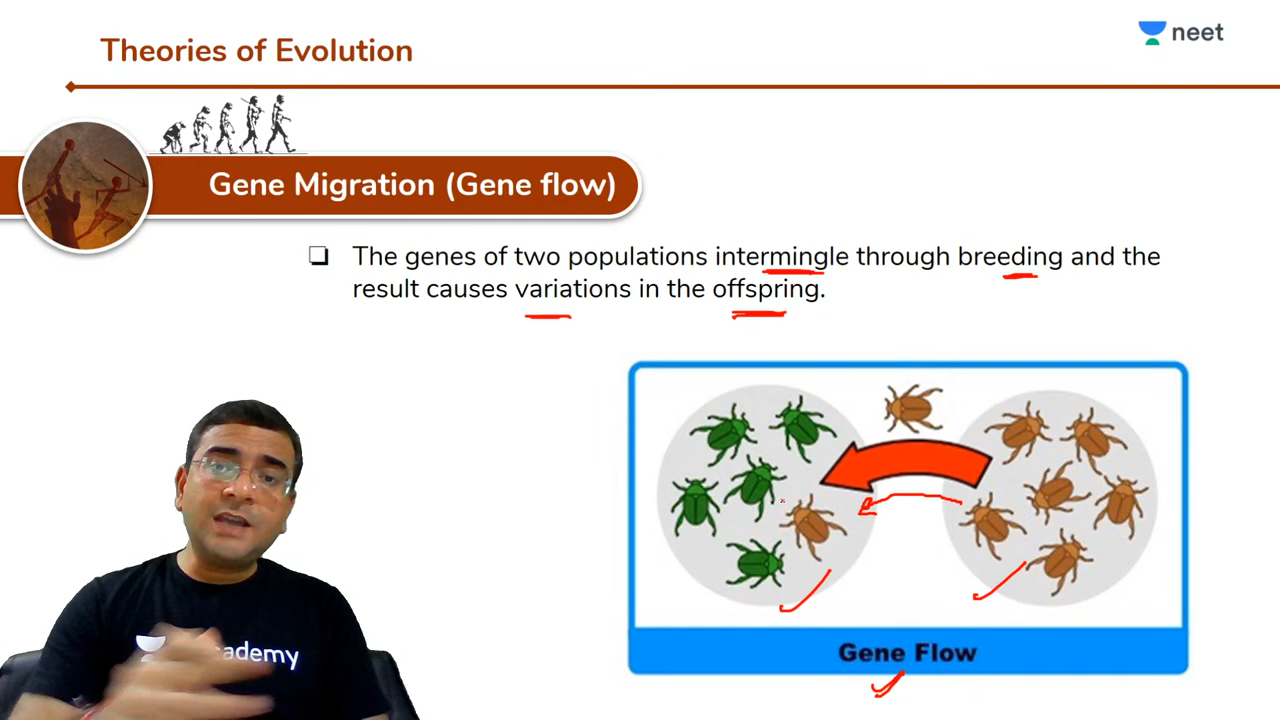 neet
Theories of Evolution
Gene Migration (Gene flow)
The genes of two populations intermingle through breeding and the
result causes variations in the offspring.
ademy
Gene Flow